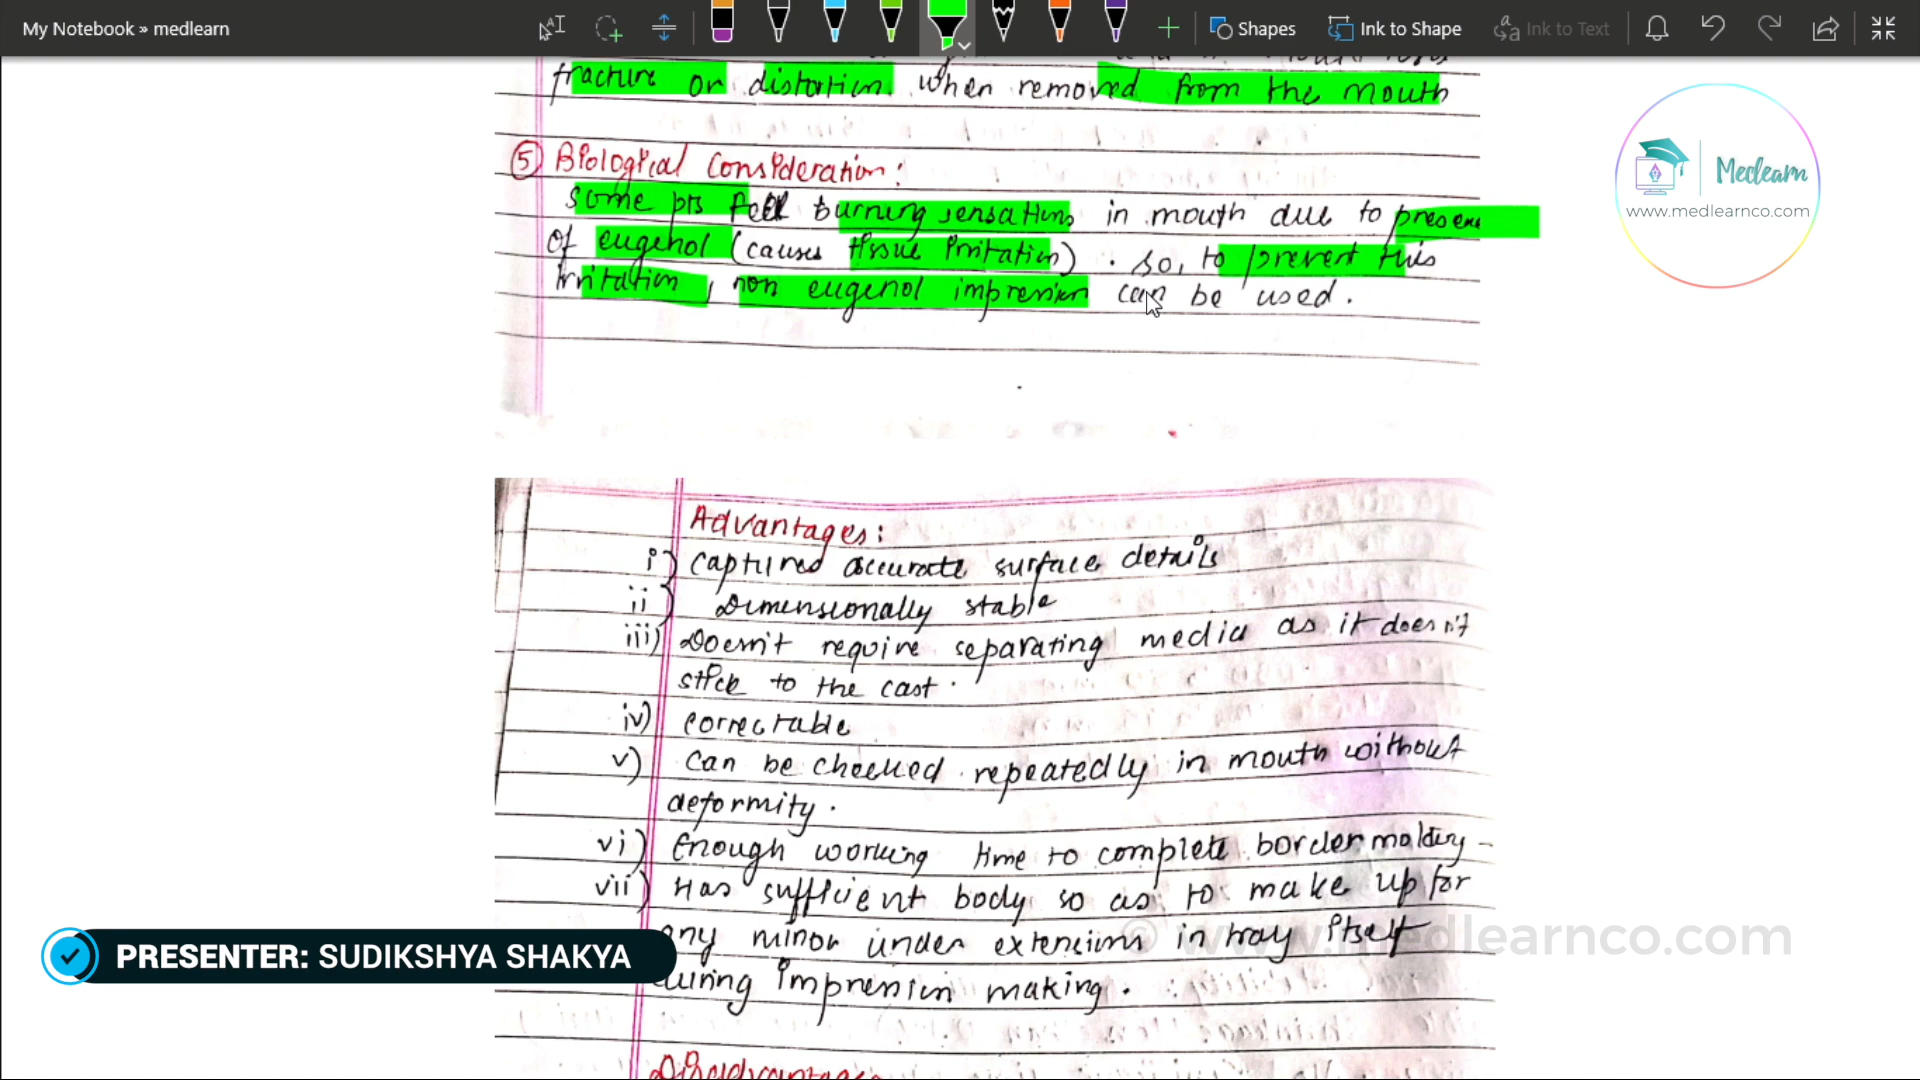 My Notebook » medlearn
Shapes
Ink to Shape
Ink to Text
fracture or distortion when removed from the mouth
Medlearn
www.medlearnco.com
⑤ Biological Consideration:
some pts feel burning sensations in mouth due to presence
of eugenol (causes tissue irritation). so, to prevent this
irritation, non eugenol impression can be used.
Advantages:
i) captures accurate surface details
ii) Dimensionally stable
iii) Doesn't require separating media as it doesn't
stick to the cast.
iv) correctable
v) can be checked repeatedly in mouth without
deformity.
vi) Enough working time to complete border molding
vii) Has sufficient body so as to make up for
any minor under extensions in tray itself
during impression making.
© www.medlearnco.com
PRESENTER: SUDIKSHYA SHAKYA
Disadvantages